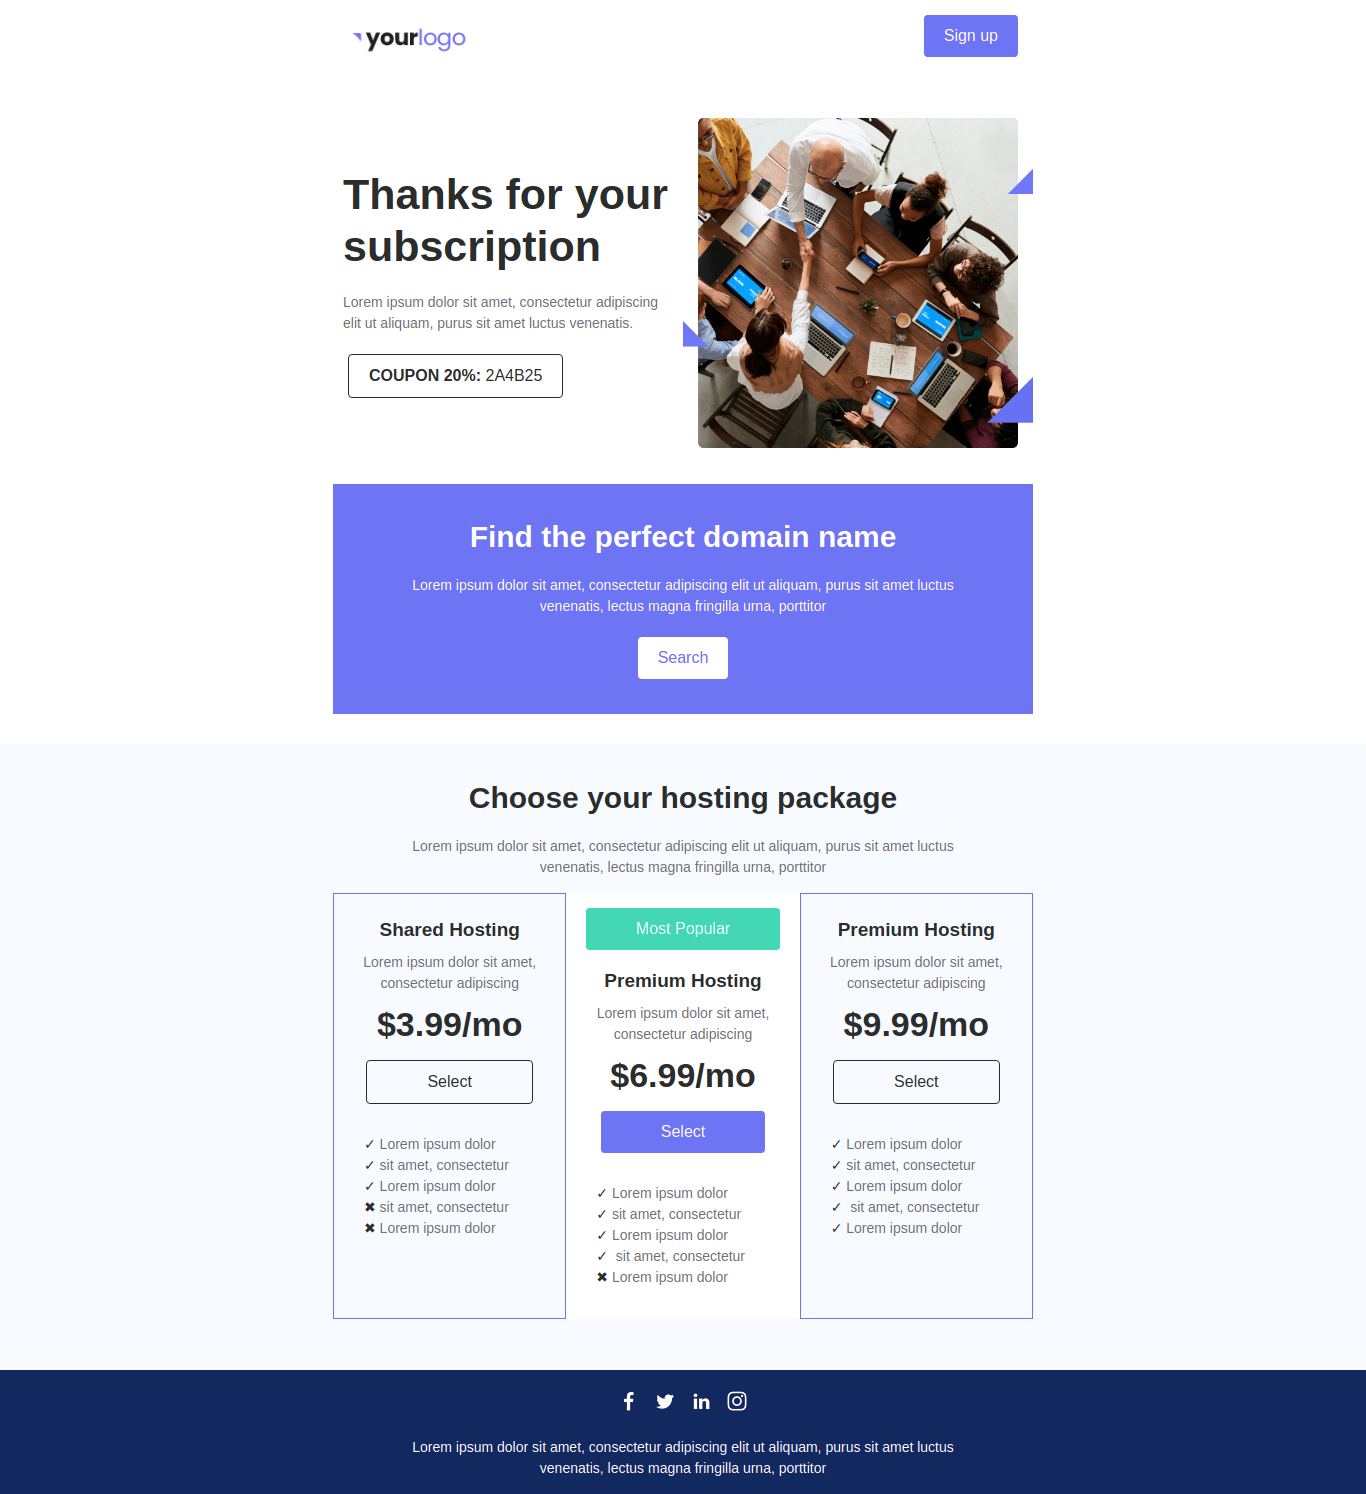 yourlogo
Sign up
Thanks for your
subscription
Lorem ipsum dolor sit amet, consectetur adipiscing
elit ut aliquam, purus sit amet luctus venenatis.
COUPON 20%: 2A4B25
Find the perfect domain name
Lorem ipsum dolor sit amet, consectetur adipiscing elit ut aliquam, purus sit amet luctus
venenatis, lectus magna fringilla urna, porttitor
Search
Choose your hosting package
Lorem ipsum dolor sit amet, consectetur adipiscing elit ut aliquam, purus sit amet luctus
venenatis, lectus magna fringilla urna, porttitor
Shared Hosting
Lorem ipsum dolor sit amet,
consectetur adipiscing
$3.99/mo
Select
✓ Lorem ipsum dolor
✓ sit amet, consectetur
✓ Lorem ipsum dolor
✖ sit amet, consectetur
✖ Lorem ipsum dolor
Most Popular
Premium Hosting
Lorem ipsum dolor sit amet,
consectetur adipiscing
$6.99/mo
Select
✓ Lorem ipsum dolor
✓ sit amet, consectetur
✓ Lorem ipsum dolor
✓ sit amet, consectetur
✖ Lorem ipsum dolor
Premium Hosting
Lorem ipsum dolor sit amet,
consectetur adipiscing
$9.99/mo
Select
✓ Lorem ipsum dolor
✓ sit amet, consectetur
✓ Lorem ipsum dolor
✓ sit amet, consectetur
✓ Lorem ipsum dolor
Lorem ipsum dolor sit amet, consectetur adipiscing elit ut aliquam, purus sit amet luctus
venenatis, lectus magna fringilla urna, porttitor